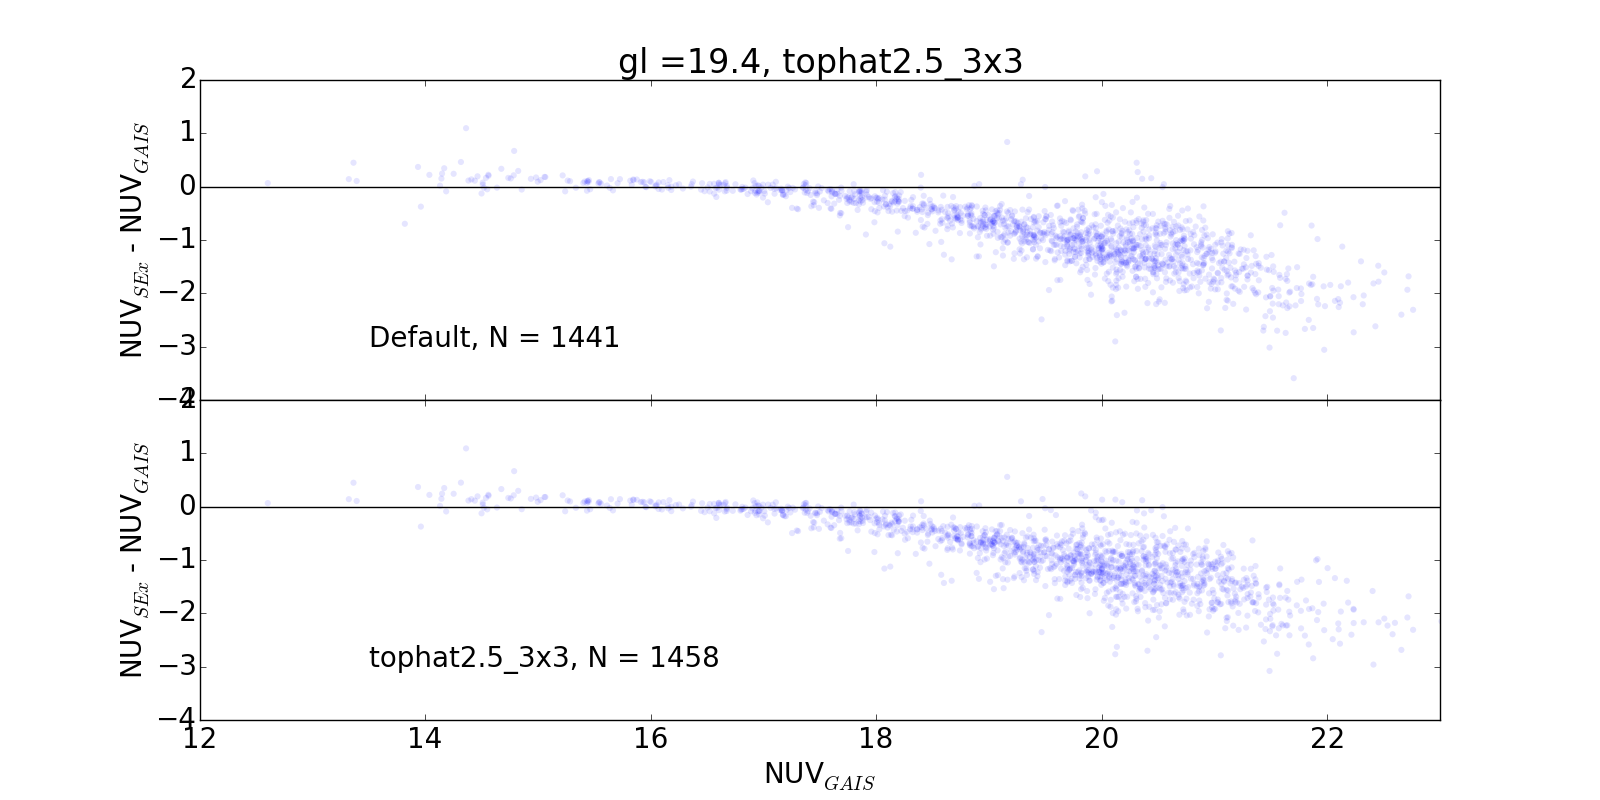 gl =19.4, tophat2.5_3x3
2
1
0
−1
−2
−3
−4
NUV_SEx - NUV_GAIS
Default, N = 1441
2
1
0
−1
−2
−3
−4
NUV_SEx - NUV_GAIS
tophat2.5_3x3, N = 1458
12 14 16 18 20 22
NUV_GAIS